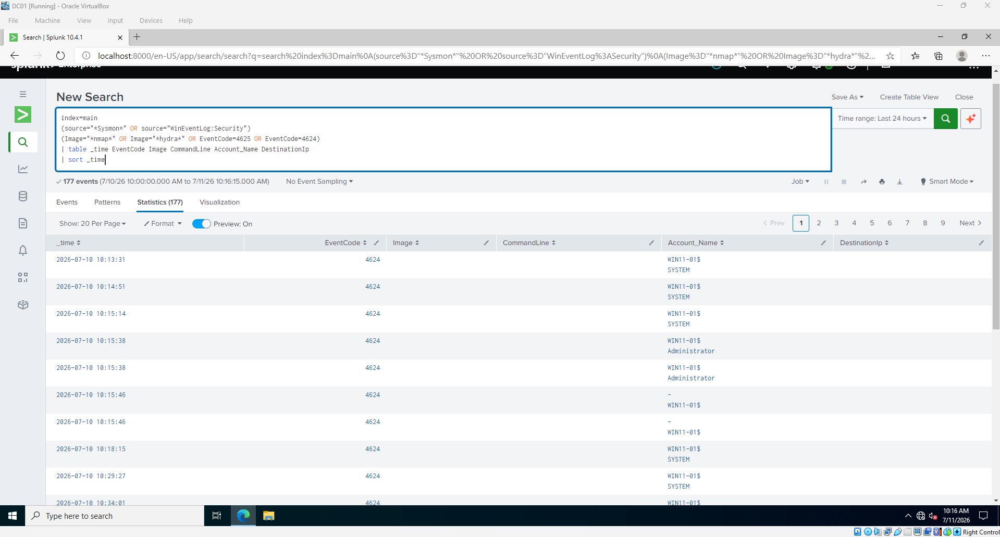 DC01 [Running] - Oracle VirtualBox
File Machine View Input Devices Help
Search | Splunk 10.4.1
localhost:8000/en-US/app/search/search?q=search%20index%3Dmain%0A(source%3D"*Sysmon*"%20OR%20source%3D"WinEventLog%3ASecurity")%0A(Image%3D"*nmap*"%20OR%20Image%3D"*hydra*"%2...
splunk> Enterprise
New Search
Save As Create Table View Close
index=main
(source="*Sysmon*" OR source="WinEventLog:Security")
(Image="*nmap*" OR Image="*hydra*" OR EventCode=4625 OR EventCode=4624)
| table _time EventCode Image CommandLine Account_Name DestinationIp
| sort _time
Time range: Last 24 hours
177 events (7/10/26 10:00:00.000 AM to 7/11/26 10:16:15.000 AM) No Event Sampling
Job Smart Mode
Events Patterns Statistics (177) Visualization
Show: 20 Per Page Format Preview: On
< Prev 1 2 3 4 5 6 7 8 9 Next >
_time EventCode Image CommandLine Account_Name DestinationIp
2026-07-10 10:13:31 4624 WIN11-01$
SYSTEM
2026-07-10 10:14:51 4624 WIN11-01$
SYSTEM
2026-07-10 10:15:14 4624 WIN11-01$
SYSTEM
2026-07-10 10:15:38 4624 WIN11-01$
Administrator
2026-07-10 10:15:38 4624 WIN11-01$
Administrator
2026-07-10 10:15:46 4624 -
WIN11-01$
2026-07-10 10:15:46 4624 -
WIN11-01$
2026-07-10 10:18:15 4624 WIN11-01$
SYSTEM
2026-07-10 10:29:27 4624 WIN11-01$
SYSTEM
2026-07-10 10:34:01 4624 WIN11-01$
Type here to search
10:16 AM
7/11/2026
Right Control